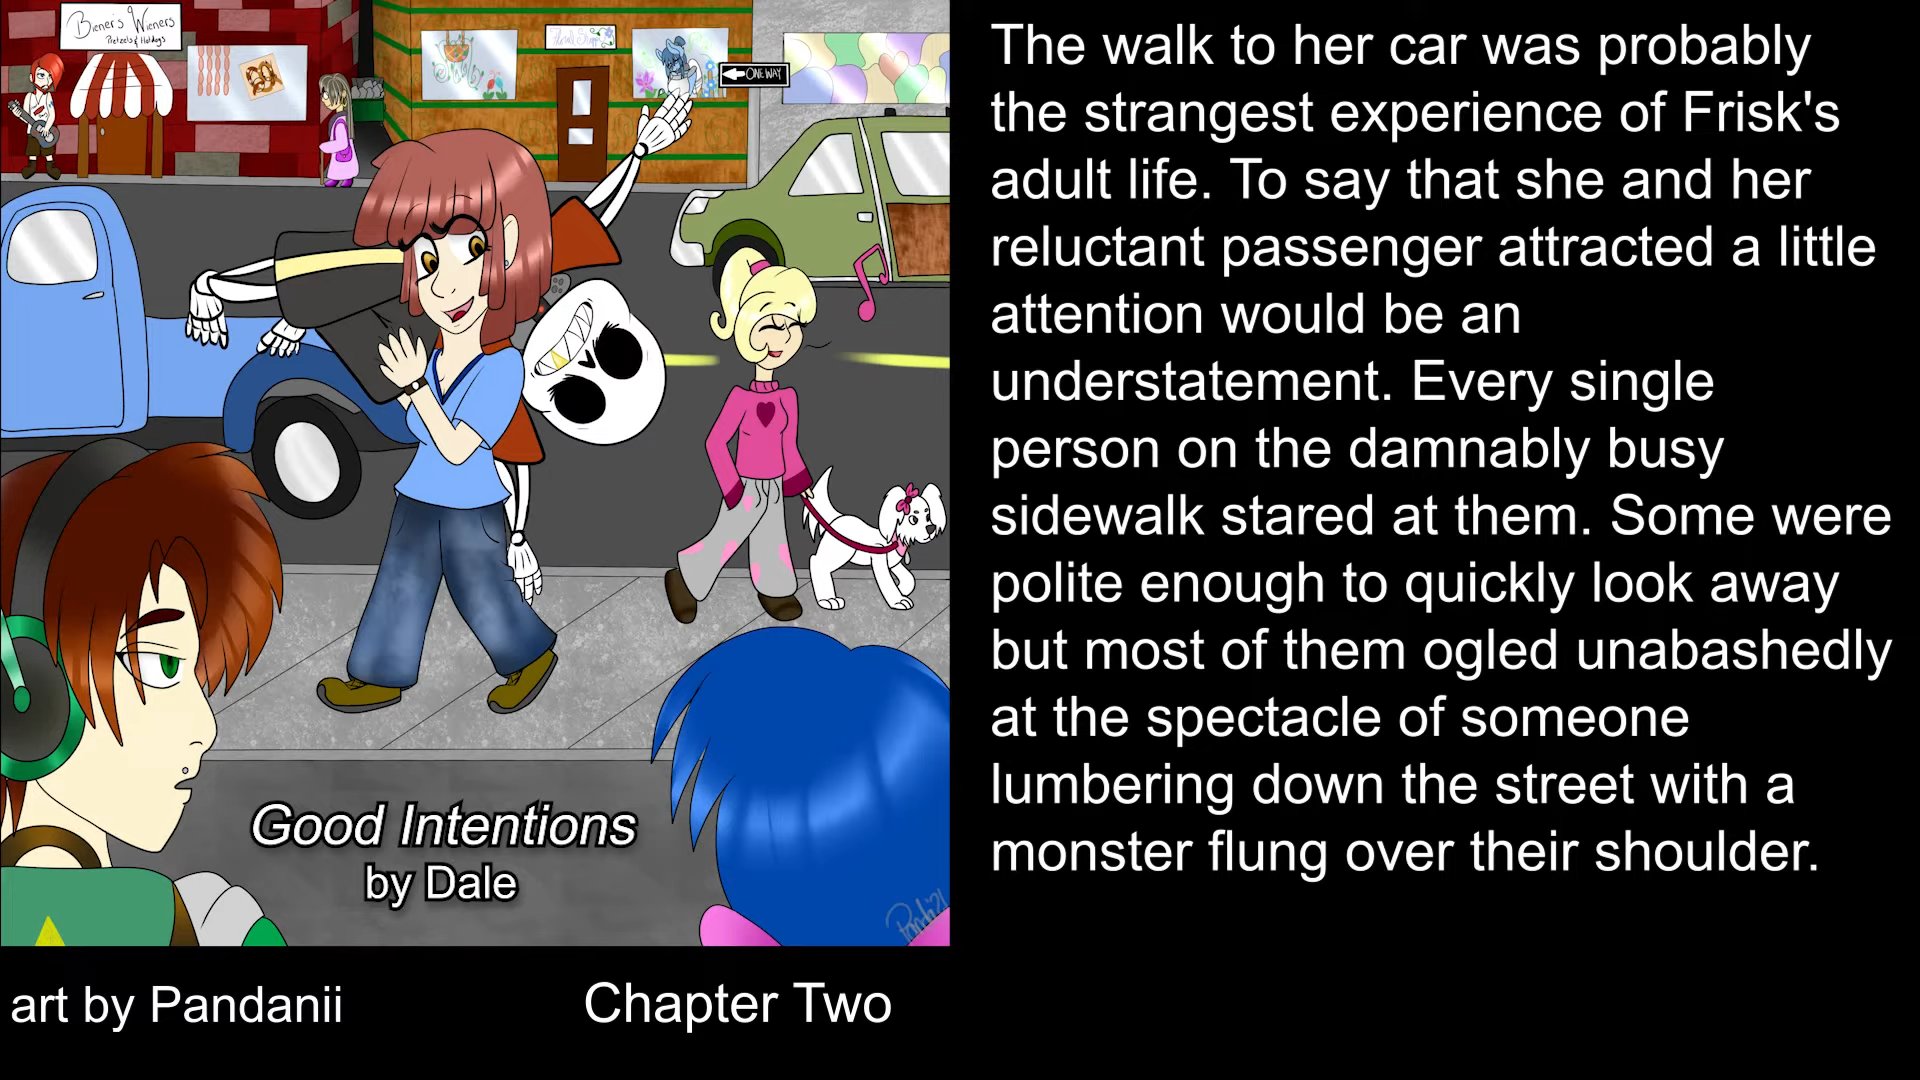 Biener's Wieners
Pretzels & Hotdogs
Floral Shoppe
ONE WAY
Good Intentions
by Dale
art by Pandanii
Chapter Two
The walk to her car was probably
the strangest experience of Frisk's
adult life. To say that she and her
reluctant passenger attracted a little
attention would be an
understatement. Every single
person on the damnably busy
sidewalk stared at them. Some were
polite enough to quickly look away
but most of them ogled unabashedly
at the spectacle of someone
lumbering down the street with a
monster flung over their shoulder.